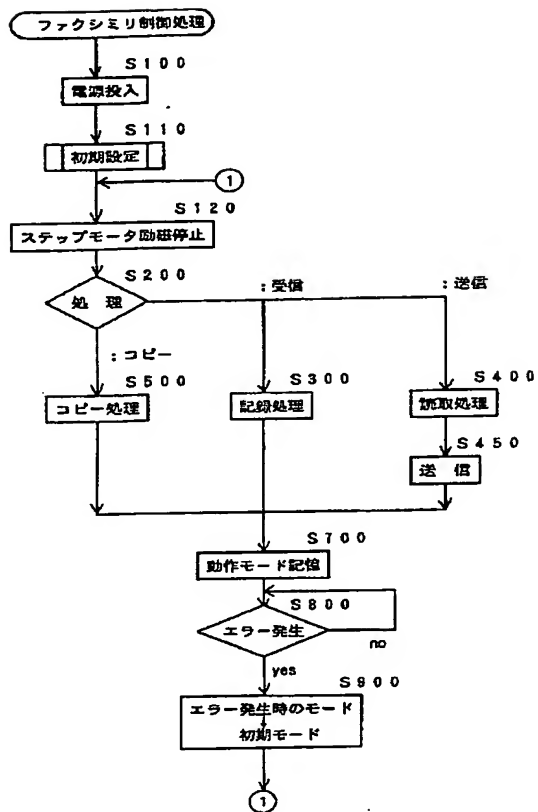 ファクシミリ制御処理
S100
電源投入
S110
初期設定
1
S120
ステップモータ励磁停止
S200
処 理
:受信
:送信
:コピー
S500
コピー処理
S300
記録処理
S400
読取処理
S450
送 信
S700
動作モード記憶
S800
エラー発生
no
yes
S900
エラー発生時のモード
初期モード
1